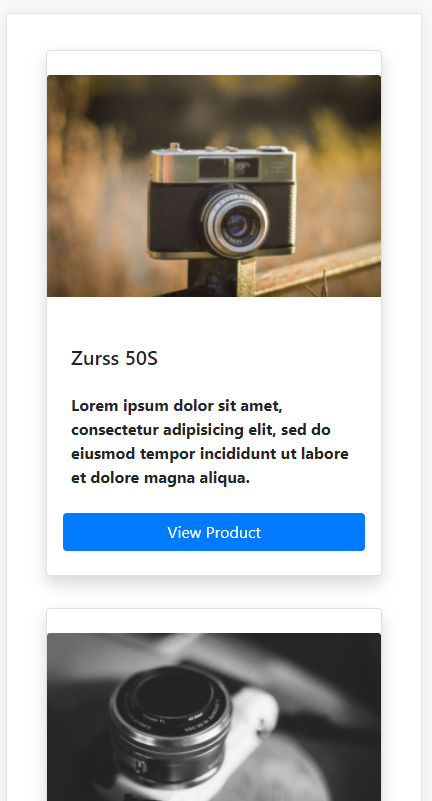 Zurss 50S
Lorem ipsum dolor sit amet,
consectetur adipisicing elit, sed do
eiusmod tempor incididunt ut labore
et dolore magna aliqua.
View Product